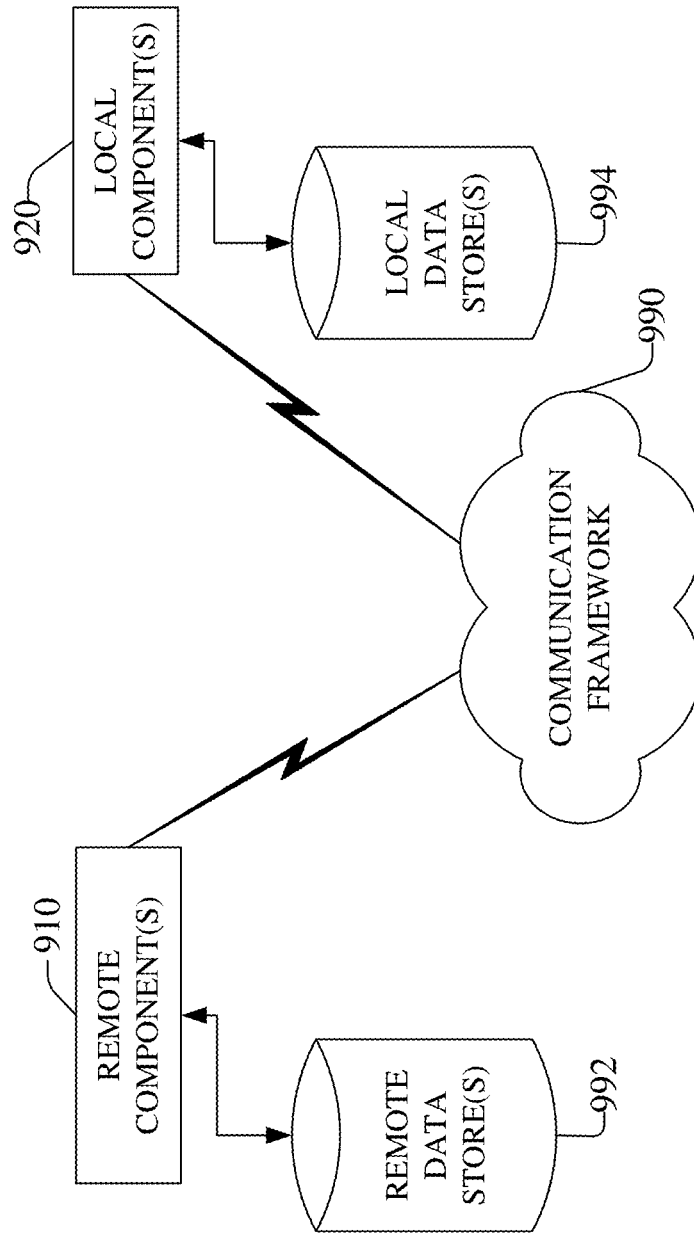 910
REMOTE
COMPONENT(S)
920
LOCAL
COMPONENT(S)
REMOTE
DATA
STORE(S)
992
LOCAL
DATA
STORE(S)
994
COMMUNICATION
FRAMEWORK
990